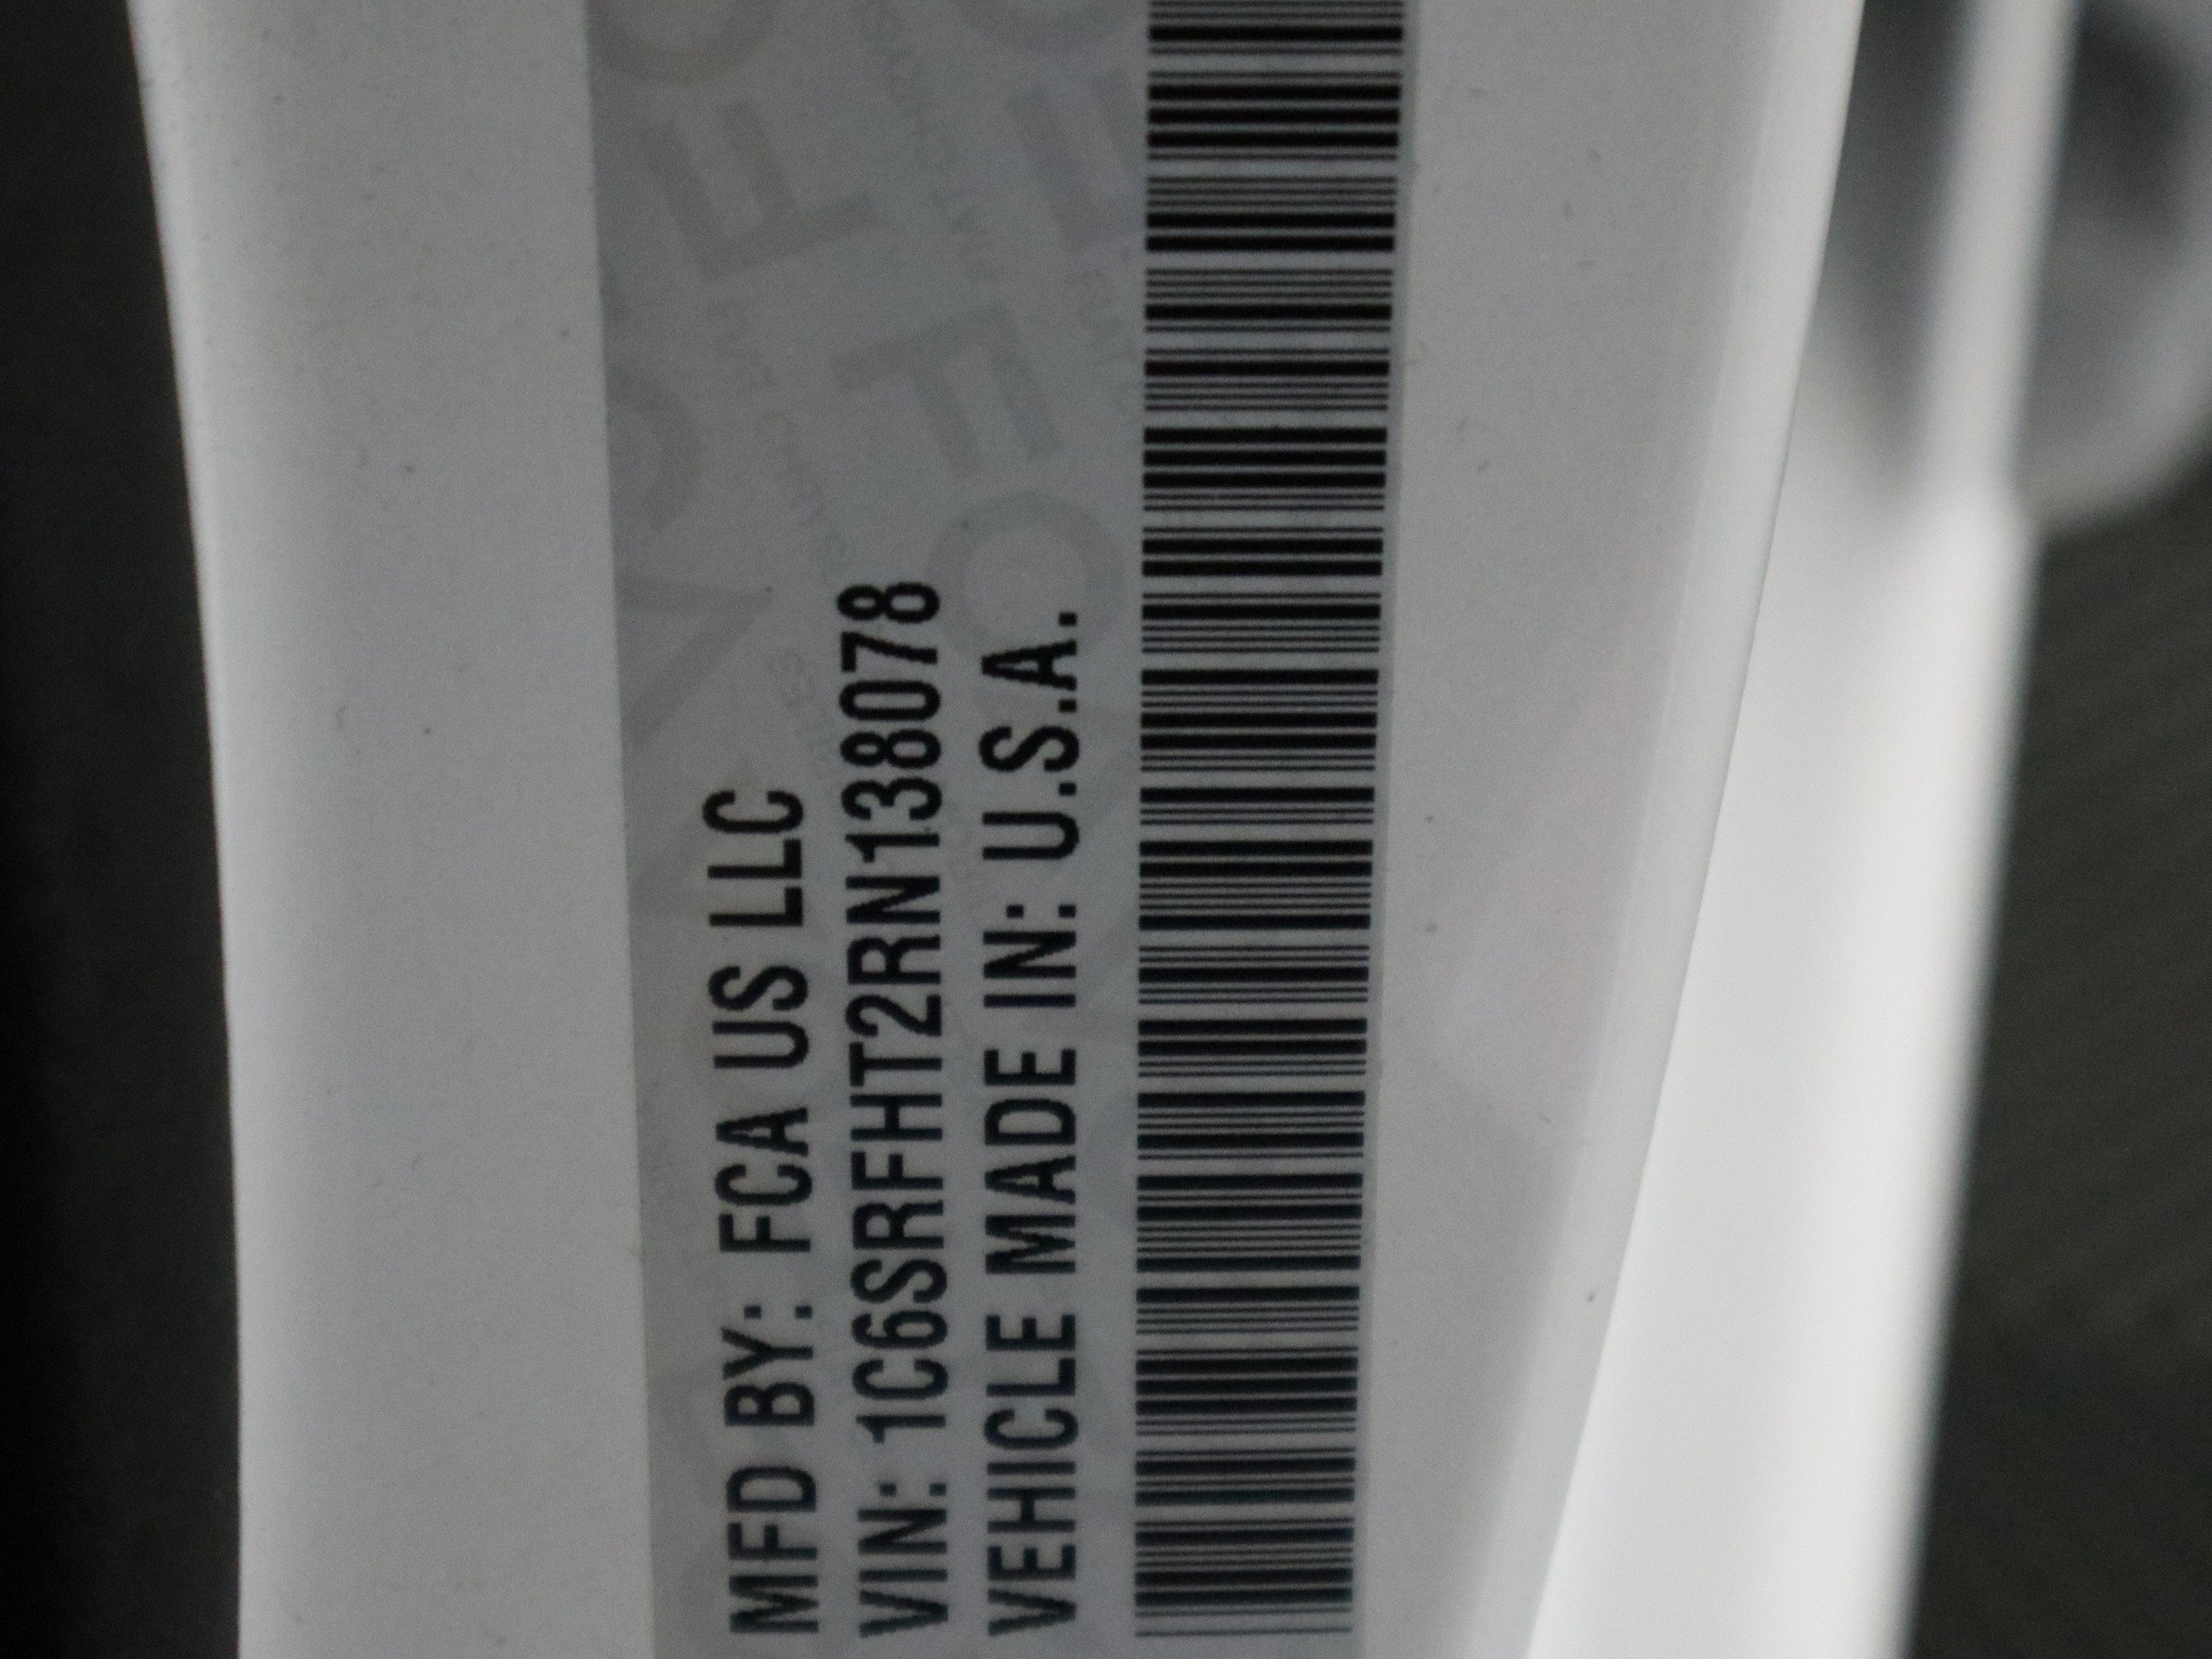 MFD BY: FCA US LLC
VIN: 1C6SRFHT2RN138078
VEHICLE MADE IN: U.S.A.